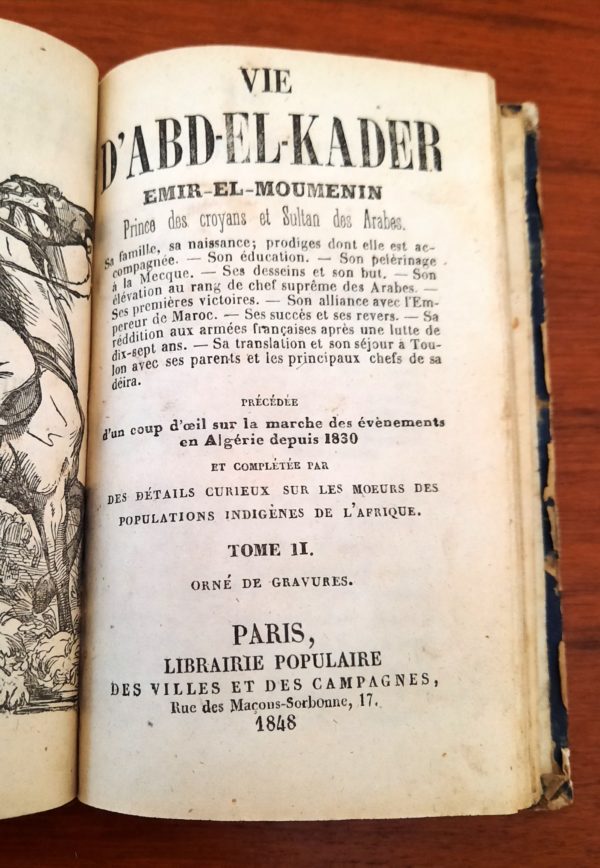 VIE
D'ABD-EL-KADER
EMIR-EL-MOUMENIN
Prince des croyans et Sultan des Arabes.
Sa famille, sa naissance; prodiges dont elle est ac-
compagnée. — Son éducation. — Son pelérinage
à la Mecque. — Ses desseins et son but. — Son
élévation au rang de chef suprême des Arabes. —
Ses premières victoires. — Son alliance avec l'Em-
pereur de Maroc. — Ses succès et ses revers. — Sa
réddition aux armées françaises après une lutte de
dix-sept ans. — Sa translation et son séjour à Tou-
lon avec ses parents et les principaux chefs de sa
déira.
PRÉCÉDÉE
d'un coup d'œil sur la marche des évènements
en Algérie depuis 1830
ET COMPLÉTÉE PAR
DES DÉTAILS CURIEUX SUR LES MOEURS DES
POPULATIONS INDIGÈNES DE L'AFRIQUE.
TOME II.
ORNÉ DE GRAVURES.
PARIS,
LIBRAIRIE POPULAIRE
DES VILLES ET DES CAMPAGNES,
Rue des Maçons-Sorbonne, 17.
1848